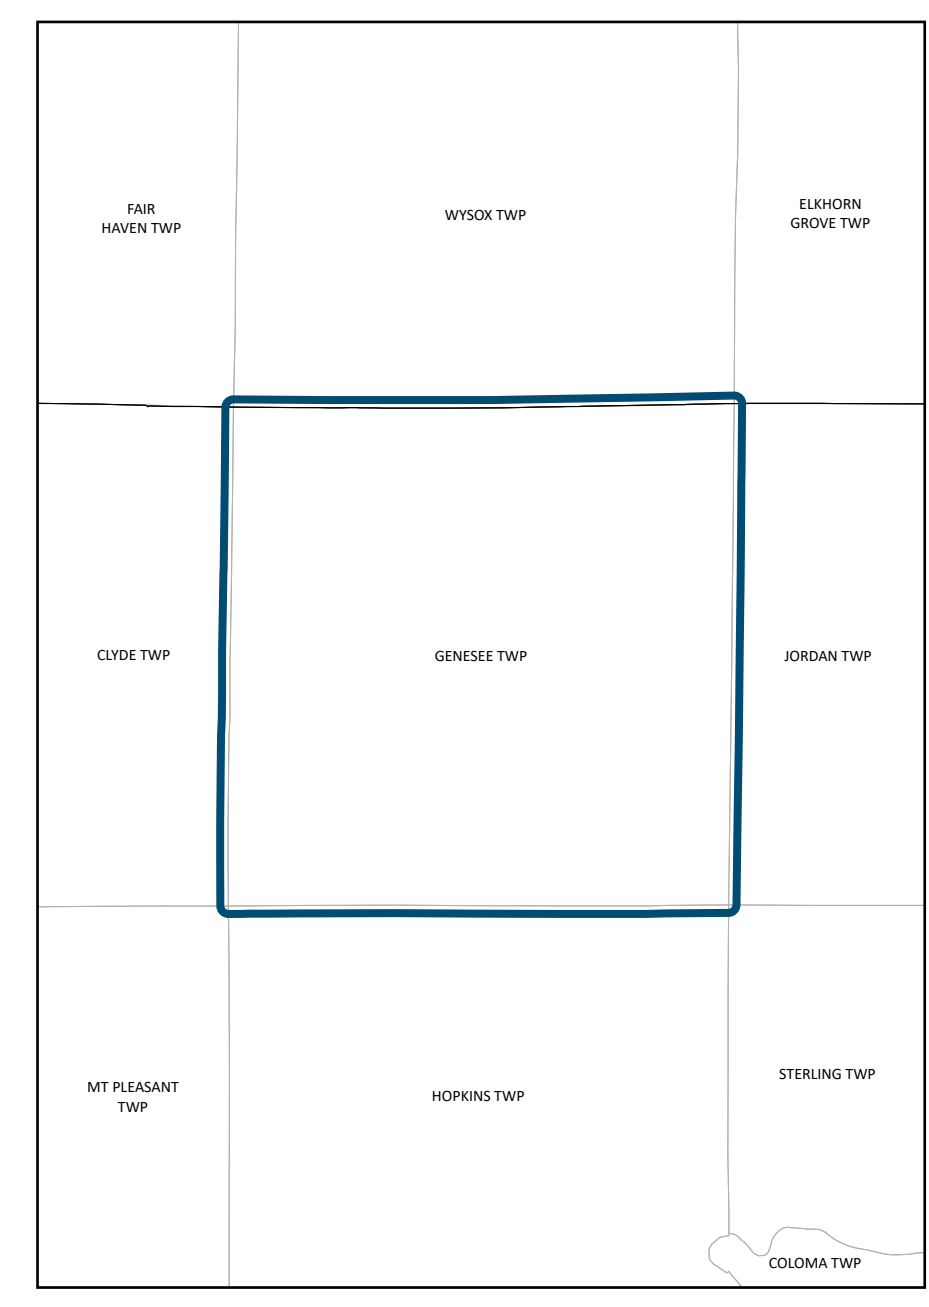 FAIR
HAVEN TWP
WYSOX TWP
ELKHORN
GROVE TWP
CLYDE TWP
GENESEE TWP
JORDAN TWP
MT PLEASANT
TWP
HOPKINS TWP
STERLING TWP
COLOMA TWP